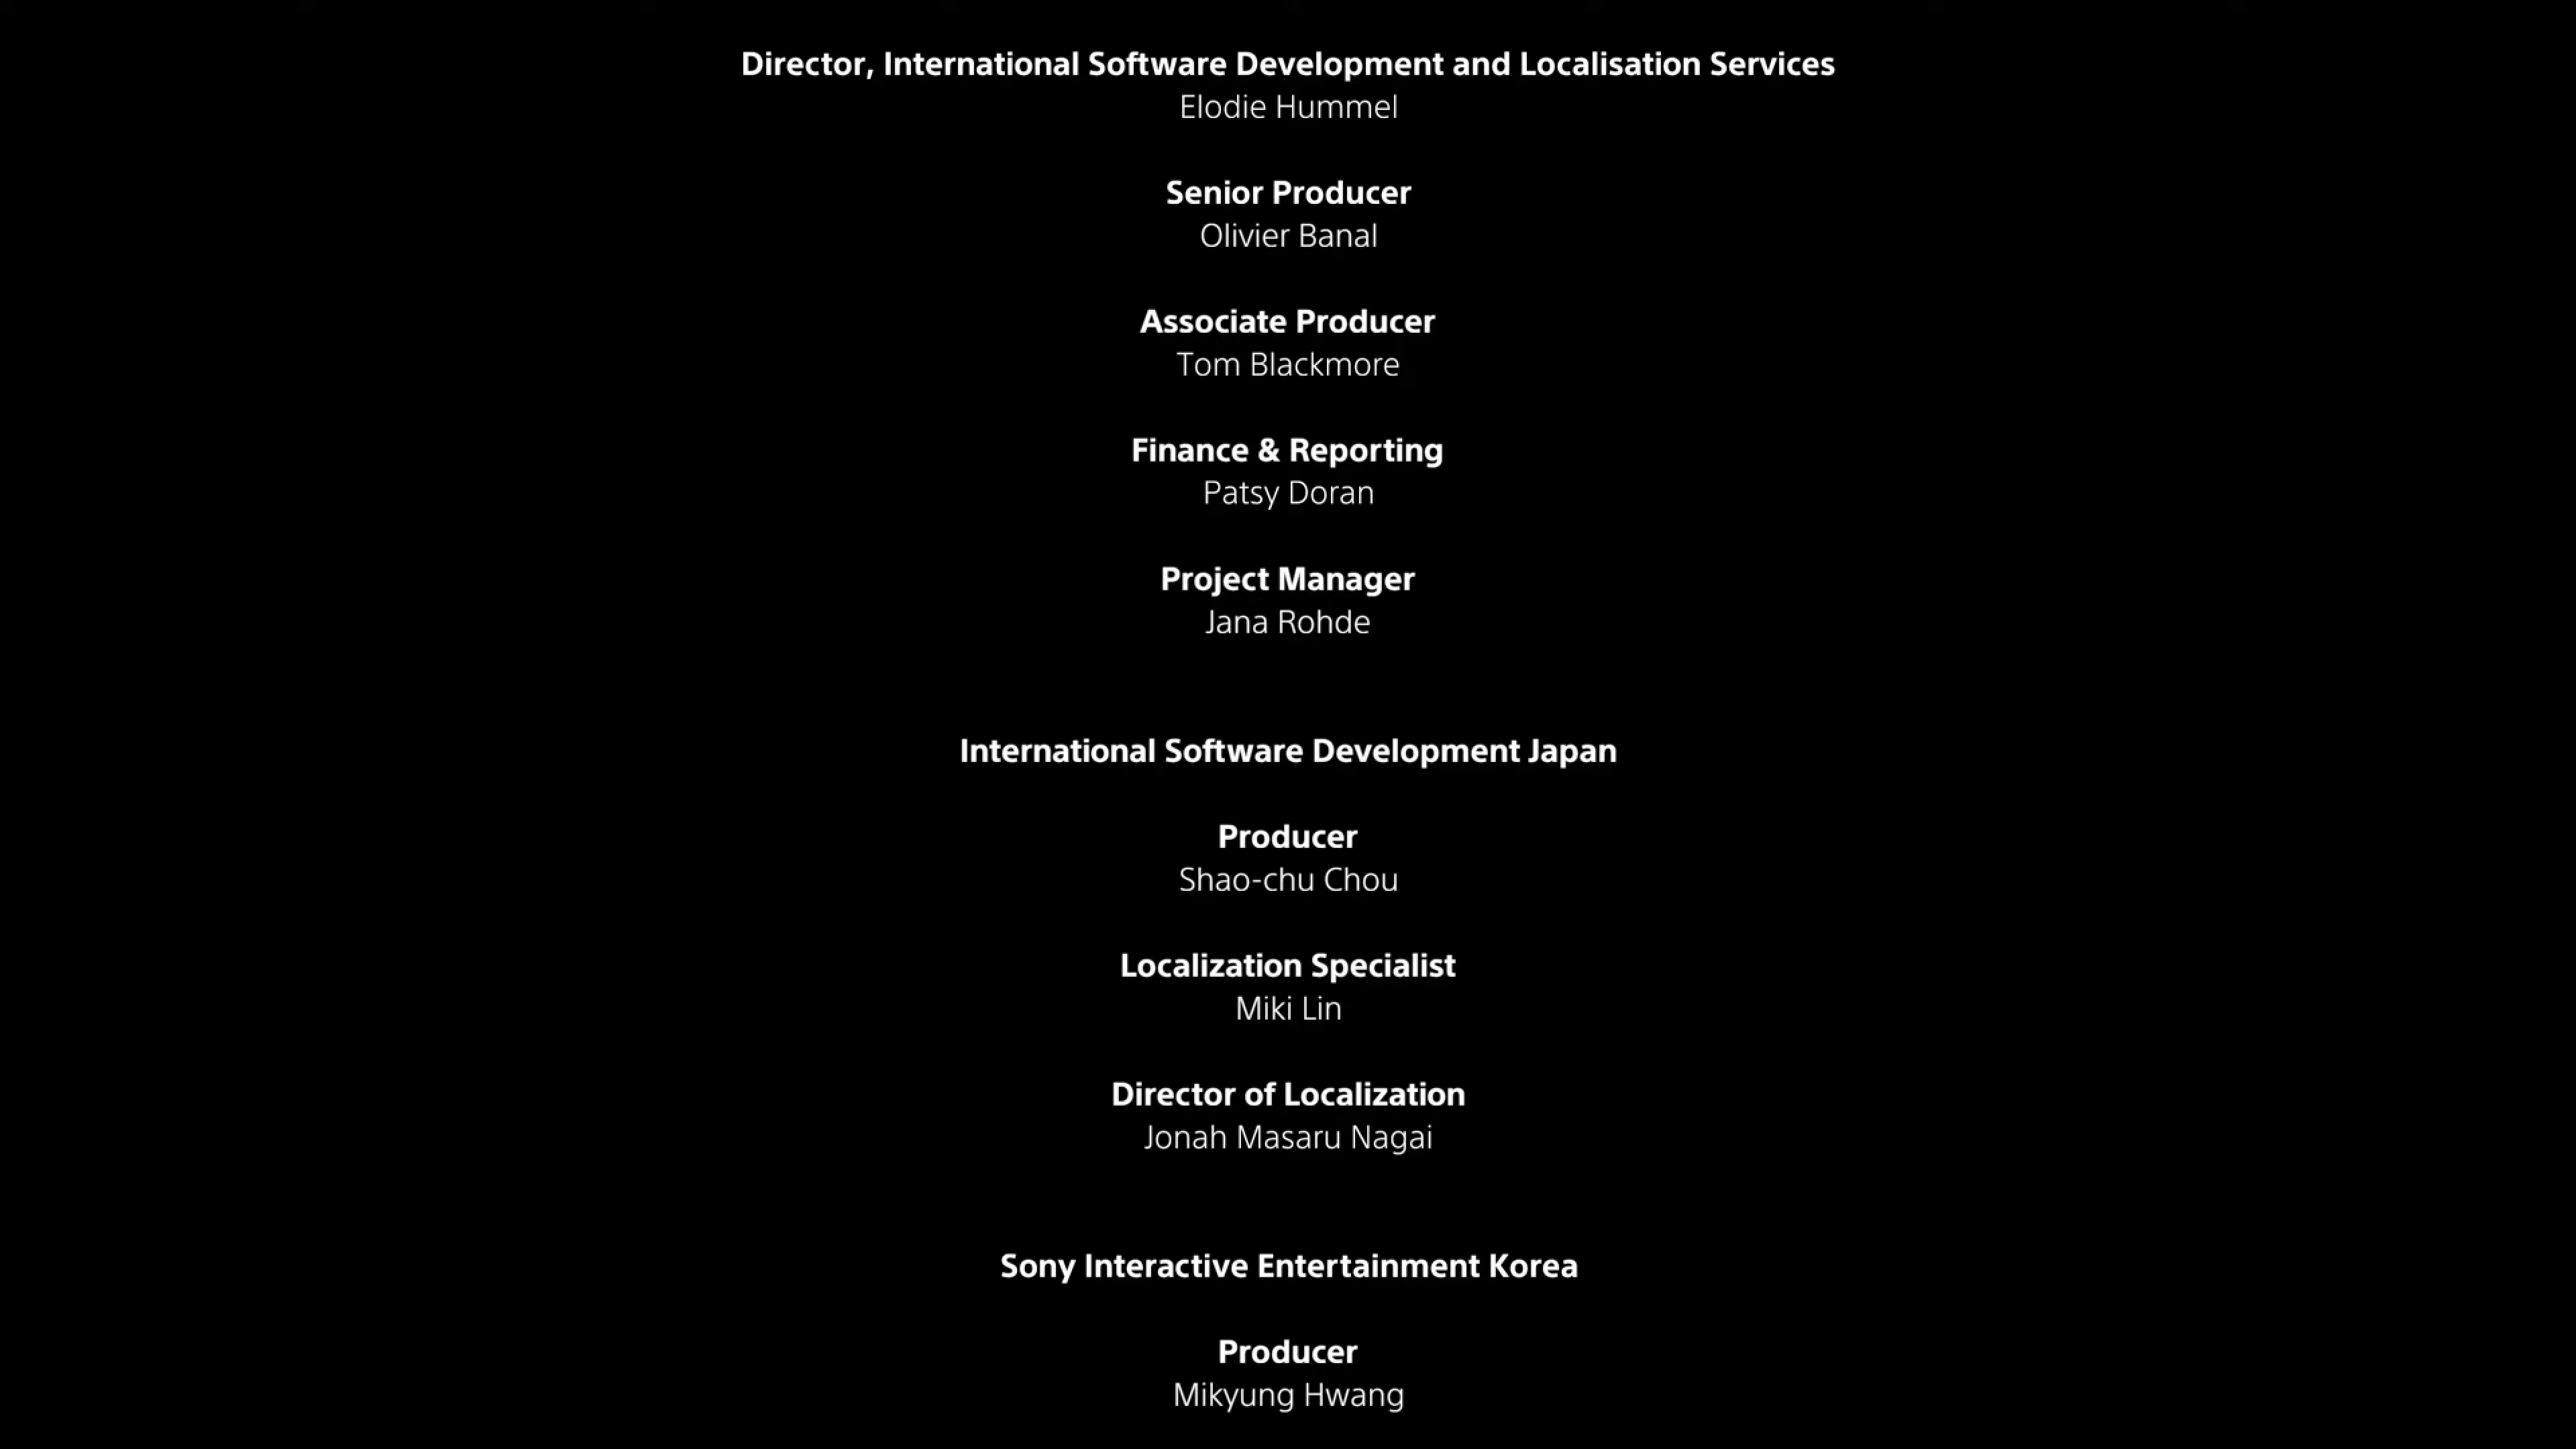 Director, International Software Development and Localisation Services
Elodie Hummel
Senior Producer
Olivier Banal
Associate Producer
Tom Blackmore
Finance & Reporting
Patsy Doran
Project Manager
Jana Rohde
International Software Development Japan
Producer
Shao-chu Chou
Localization Specialist
Miki Lin
Director of Localization
Jonah Masaru Nagai
Sony Interactive Entertainment Korea
Producer
Mikyung Hwang